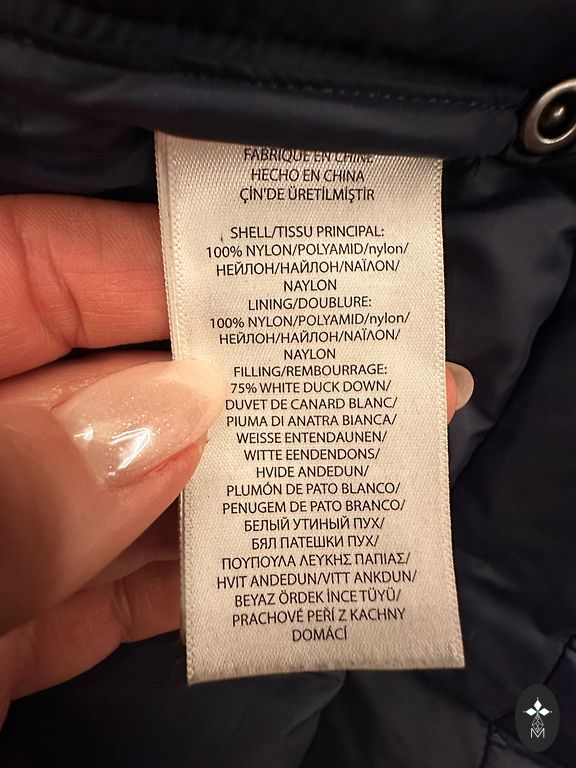 FABRIQUÉ EN CHINE
HECHO EN CHINA
ÇİN'DE ÜRETİLMİŞTİR
SHELL/TISSU PRINCIPAL:
100% NYLON/POLYAMID/nylon/
НЕЙЛОН/НАЙЛОН/ΝΑΪΛΟΝ/
NAYLON
LINING/DOUBLURE:
100% NYLON/POLYAMID/nylon/
НЕЙЛОН/НАЙЛОН/ΝΑΪΛΟΝ/
NAYLON
FILLING/REMBOURRAGE:
75% WHITE DUCK DOWN/
DUVET DE CANARD BLANC/
PIUMA DI ANATRA BIANCA/
WEISSE ENTENDAUNEN/
WITTE EENDENDONS/
HVIDE ANDEDUN/
PLUMÓN DE PATO BLANCO/
PENUGEM DE PATO BRANCO/
БЕЛЫЙ УТИНЫЙ ПУХ/
БЯЛ ПАТЕШКИ ПУХ/
ΠΟΥΠΟΥΛΑ ΛΕΥΚΗΣ ΠΑΠΙΑΣ/
HVIT ANDEDUN/VITT ANKDUN/
BEYAZ ÖRDEK İNCE TÜYÜ/
PRACHOVÉ PEŘÍ Z KACHNY
DOMÁCÍ
M